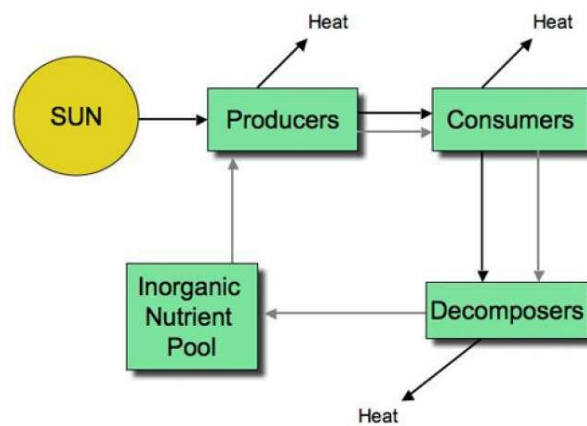 Heat
Heat
SUN
Producers
Consumers
Inorganic
Nutrient
Pool
Decomposers
Heat